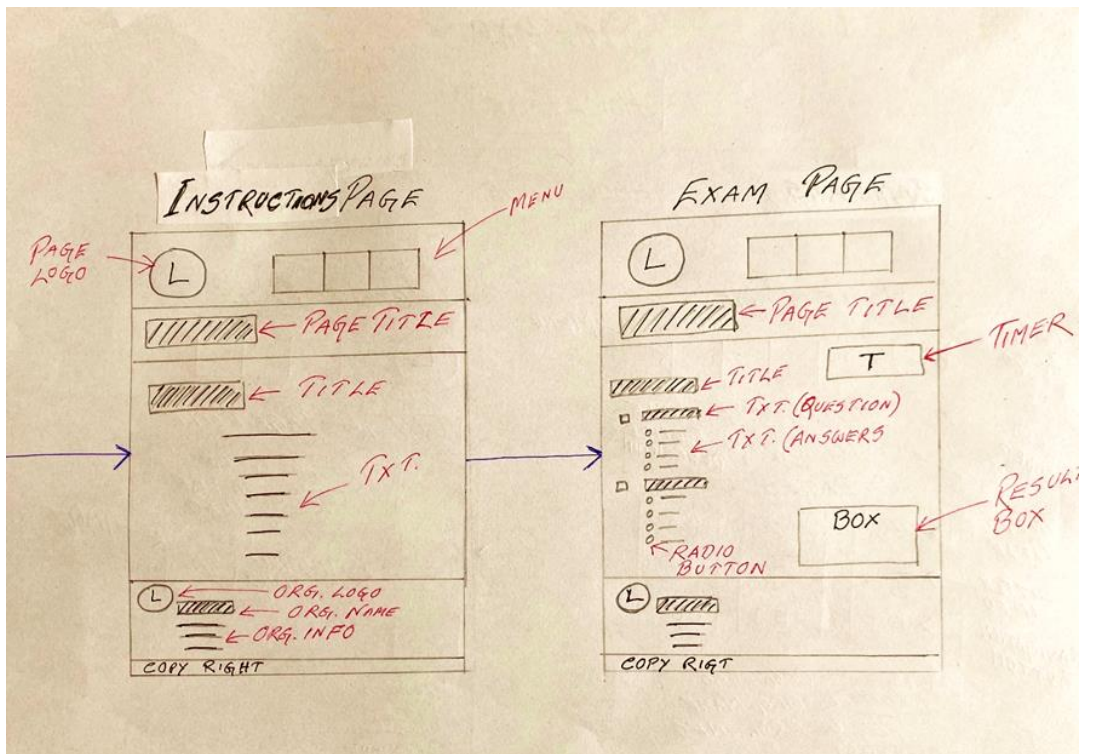 INSTRUCTIONS PAGE
MENU
PAGE
LOGO
L
PAGE TITLE
TITLE
TXT.
L
ORG. LOGO
ORG. NAME
ORG. INFO
COPY RIGHT
EXAM PAGE
L
PAGE TITLE
TIMER
T
TITLE
TXT. (QUESTION)
TXT. (ANSWERS
RESULT
BOX
BOX
RADIO
BUTTON
L
COPY RIGT